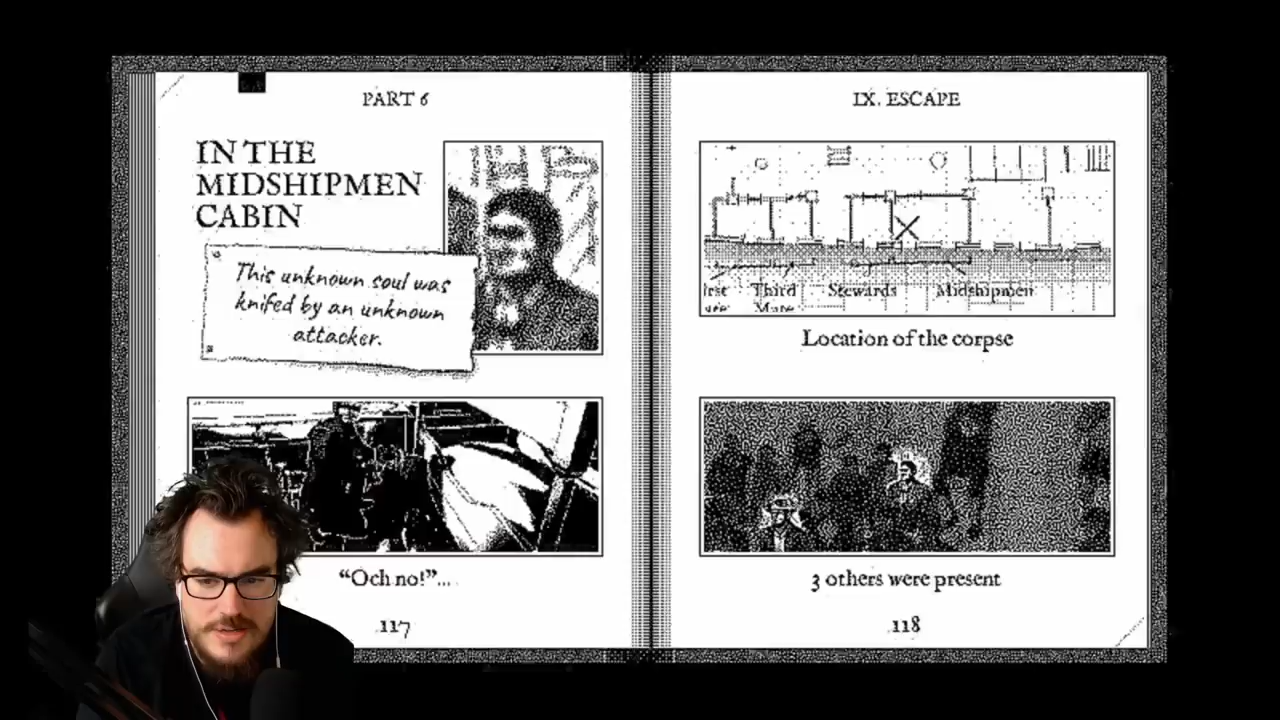 PART 6
IN THE
MIDSHIPMEN
CABIN
This unknown soul was
knifed by an unknown
attacker.
"Och no!"...
117
IX. ESCAPE
Third
Stewards
Midshipmen
Mate
Location of the corpse
3 others were present
118